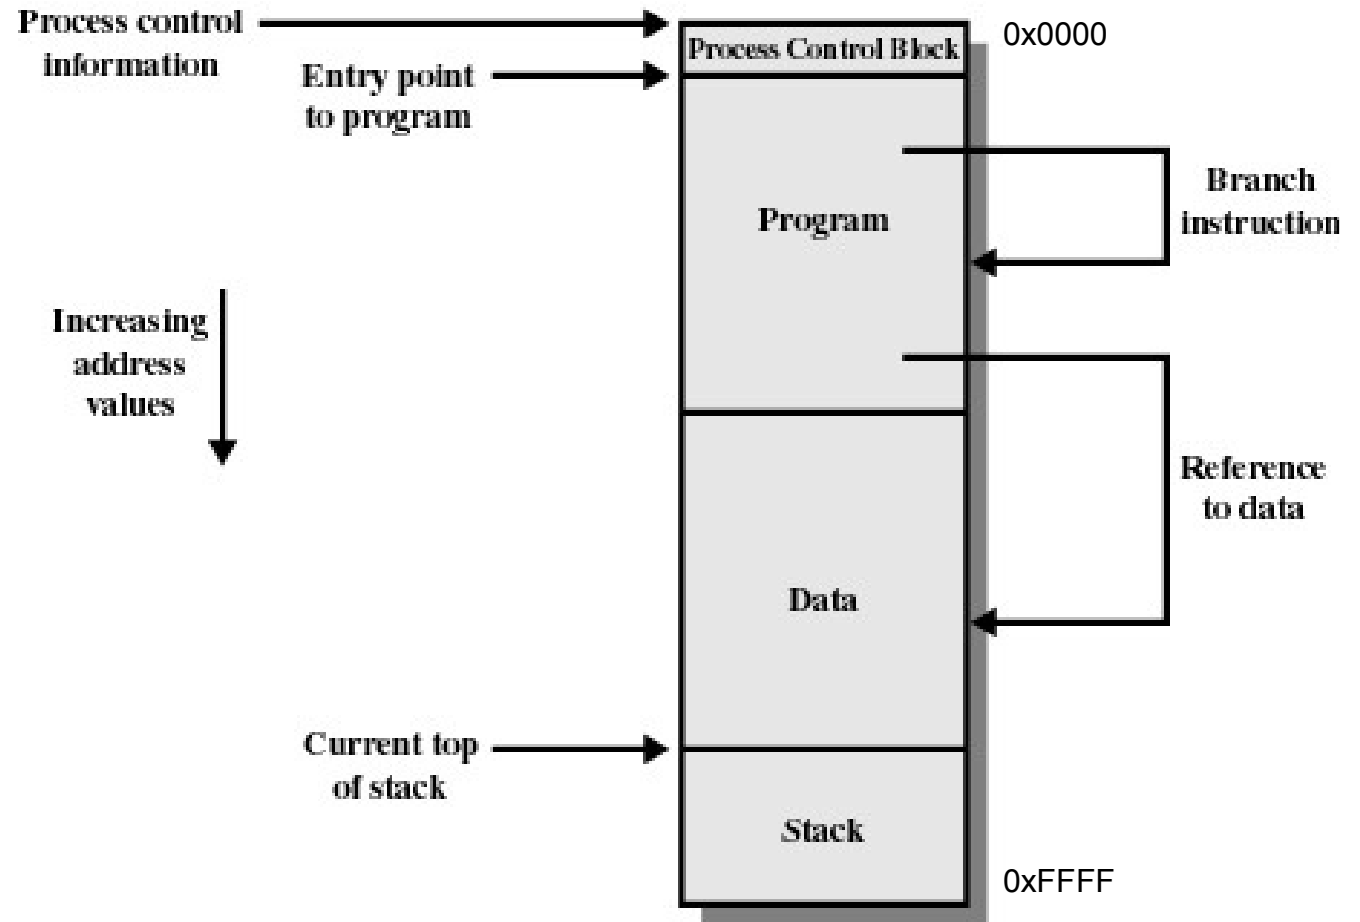 Process control
information
Process Control Block
0x0000
Entry point
to program
Program
Branch
instruction
Increasing
address
values
Reference
to data
Data
Current top
of stack
Stack
0xFFFF